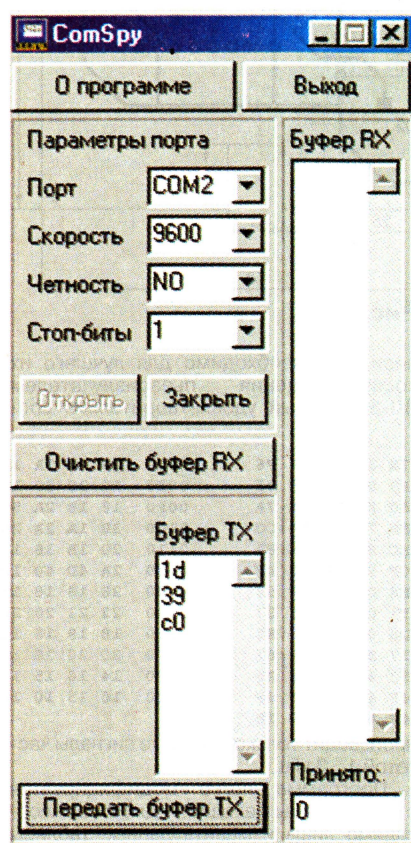 ComSpy
О программе
Выход
Параметры порта
Порт
COM2
Скорость
9600
Четность
NO
Стоп-биты
1
Открыть
Закрыть
Очистить буфер RX
Буфер TX
1d
39
c0
Передать буфер TX
Буфер RX
Принято:
0